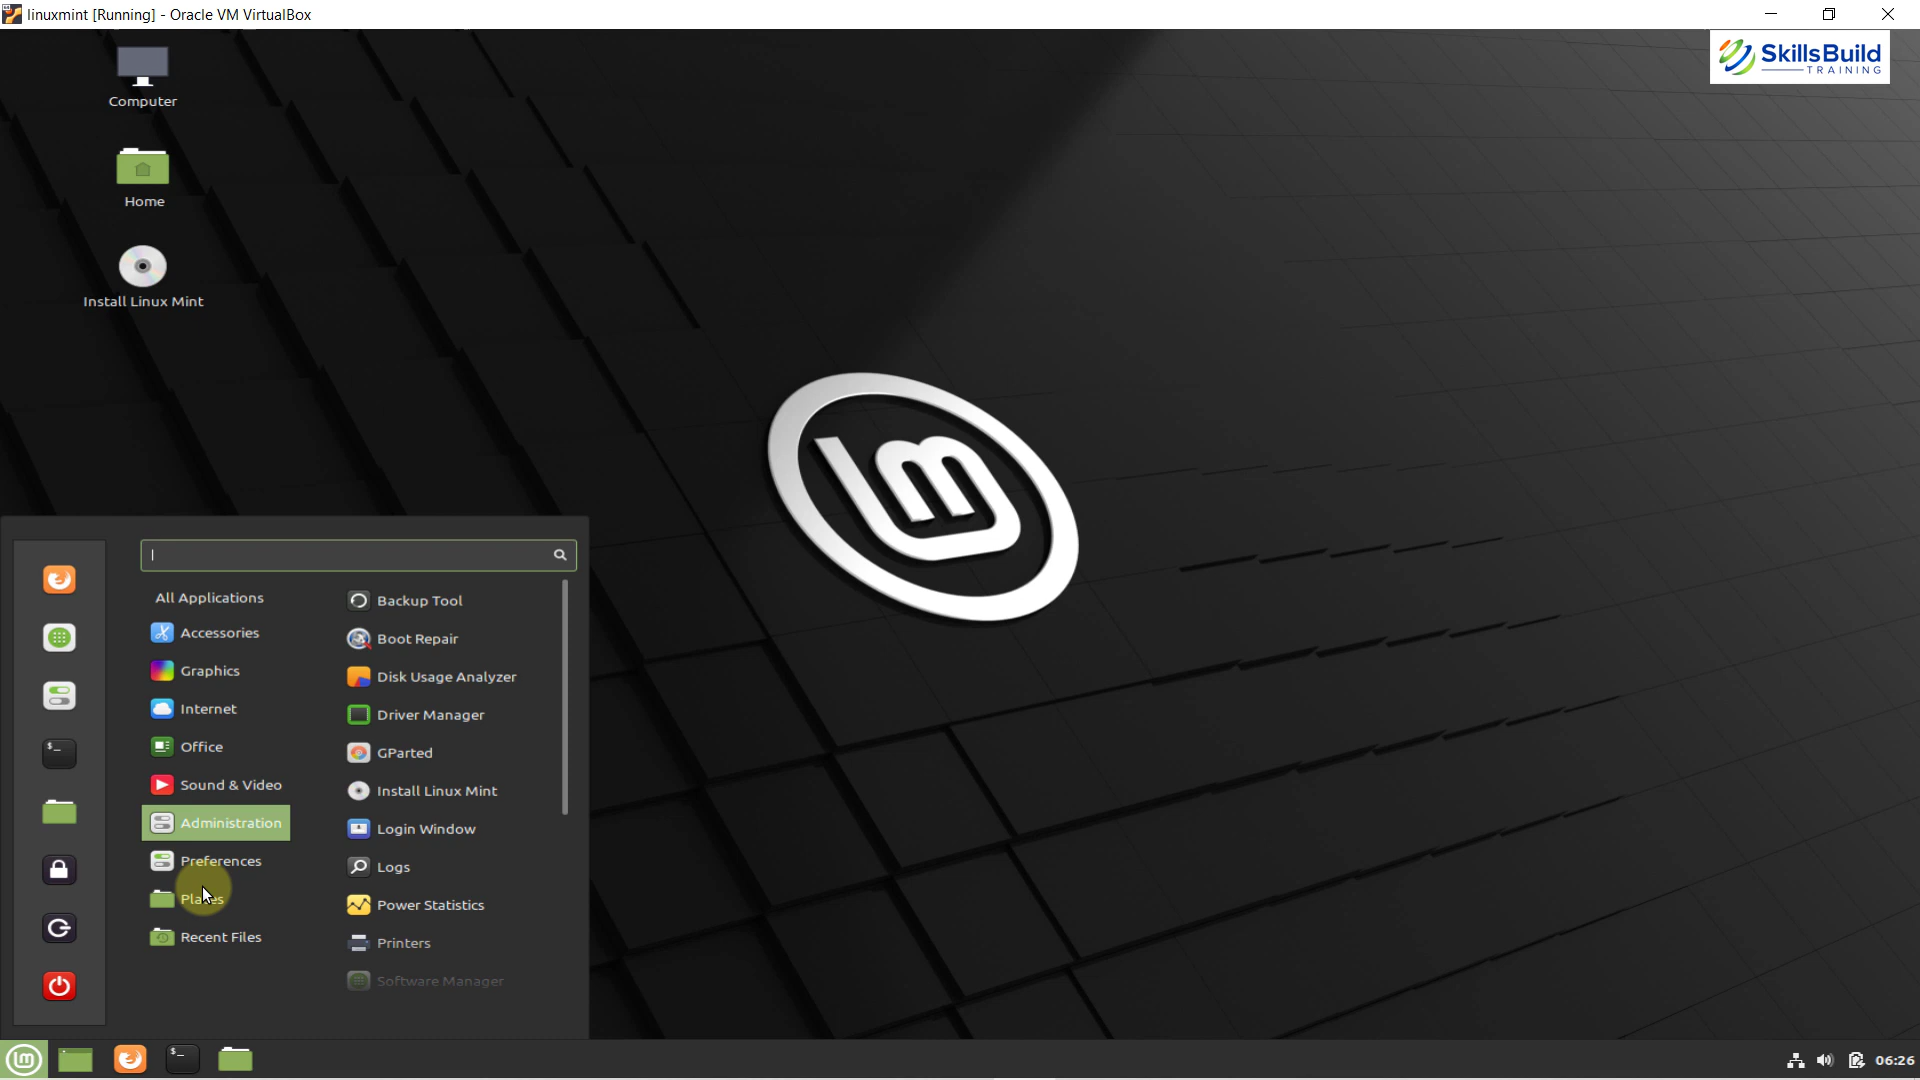 linuxmint [Running] - Oracle VM VirtualBox
SkillsBuild
TRAINING
Computer
Home
Install Linux Mint
All Applications
Accessories
Graphics
Internet
Office
Sound & Video
Administration
Preferences
Places
Recent Files
Backup Tool
Boot Repair
Disk Usage Analyzer
Driver Manager
GParted
Install Linux Mint
Login Window
Logs
Power Statistics
Printers
Software Manager
lm
$_
$_
06:26